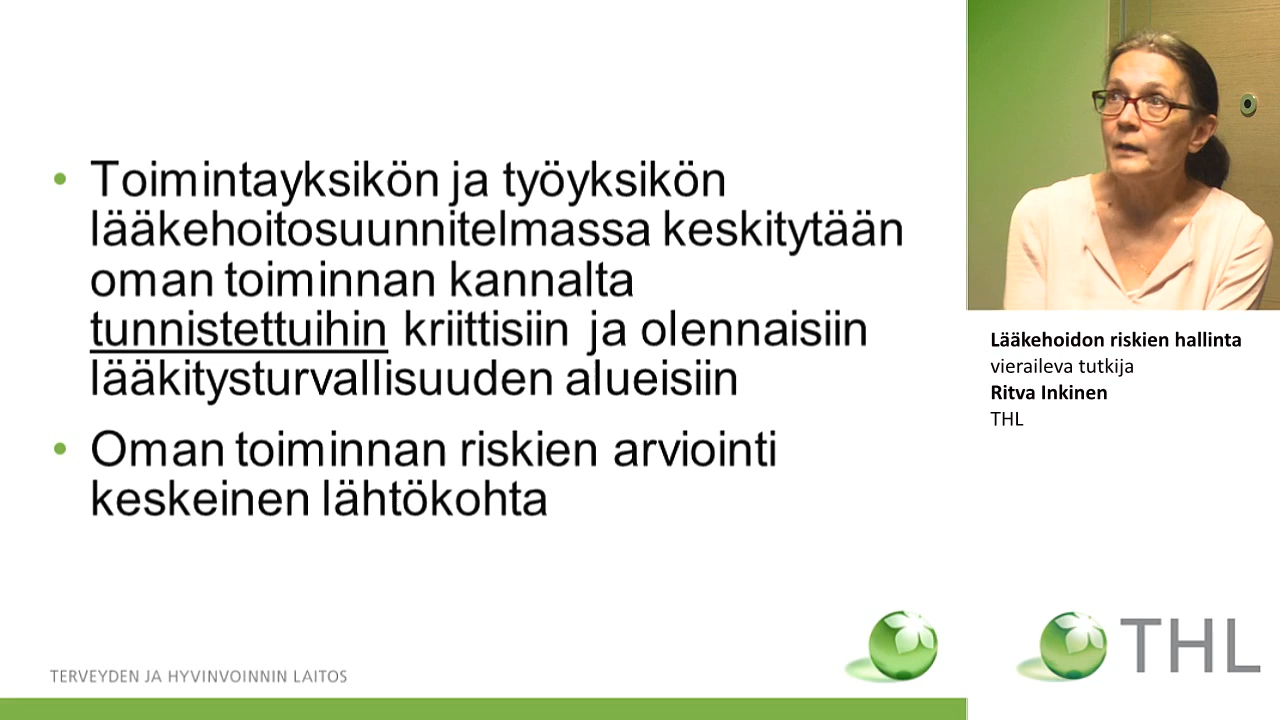 • Toimintayksikön ja työyksikön
lääkehoitosuunnitelmassa keskitytään
oman toiminnan kannalta
tunnistettuihin kriittisiin ja olennaisiin
lääkitysturvallisuuden alueisiin
• Oman toiminnan riskien arviointi
keskeinen lähtökohta
TERVEYDEN JA HYVINVOINNIN LAITOS
Lääkehoidon riskien hallinta
vieraileva tutkija
Ritva Inkinen
THL
THL